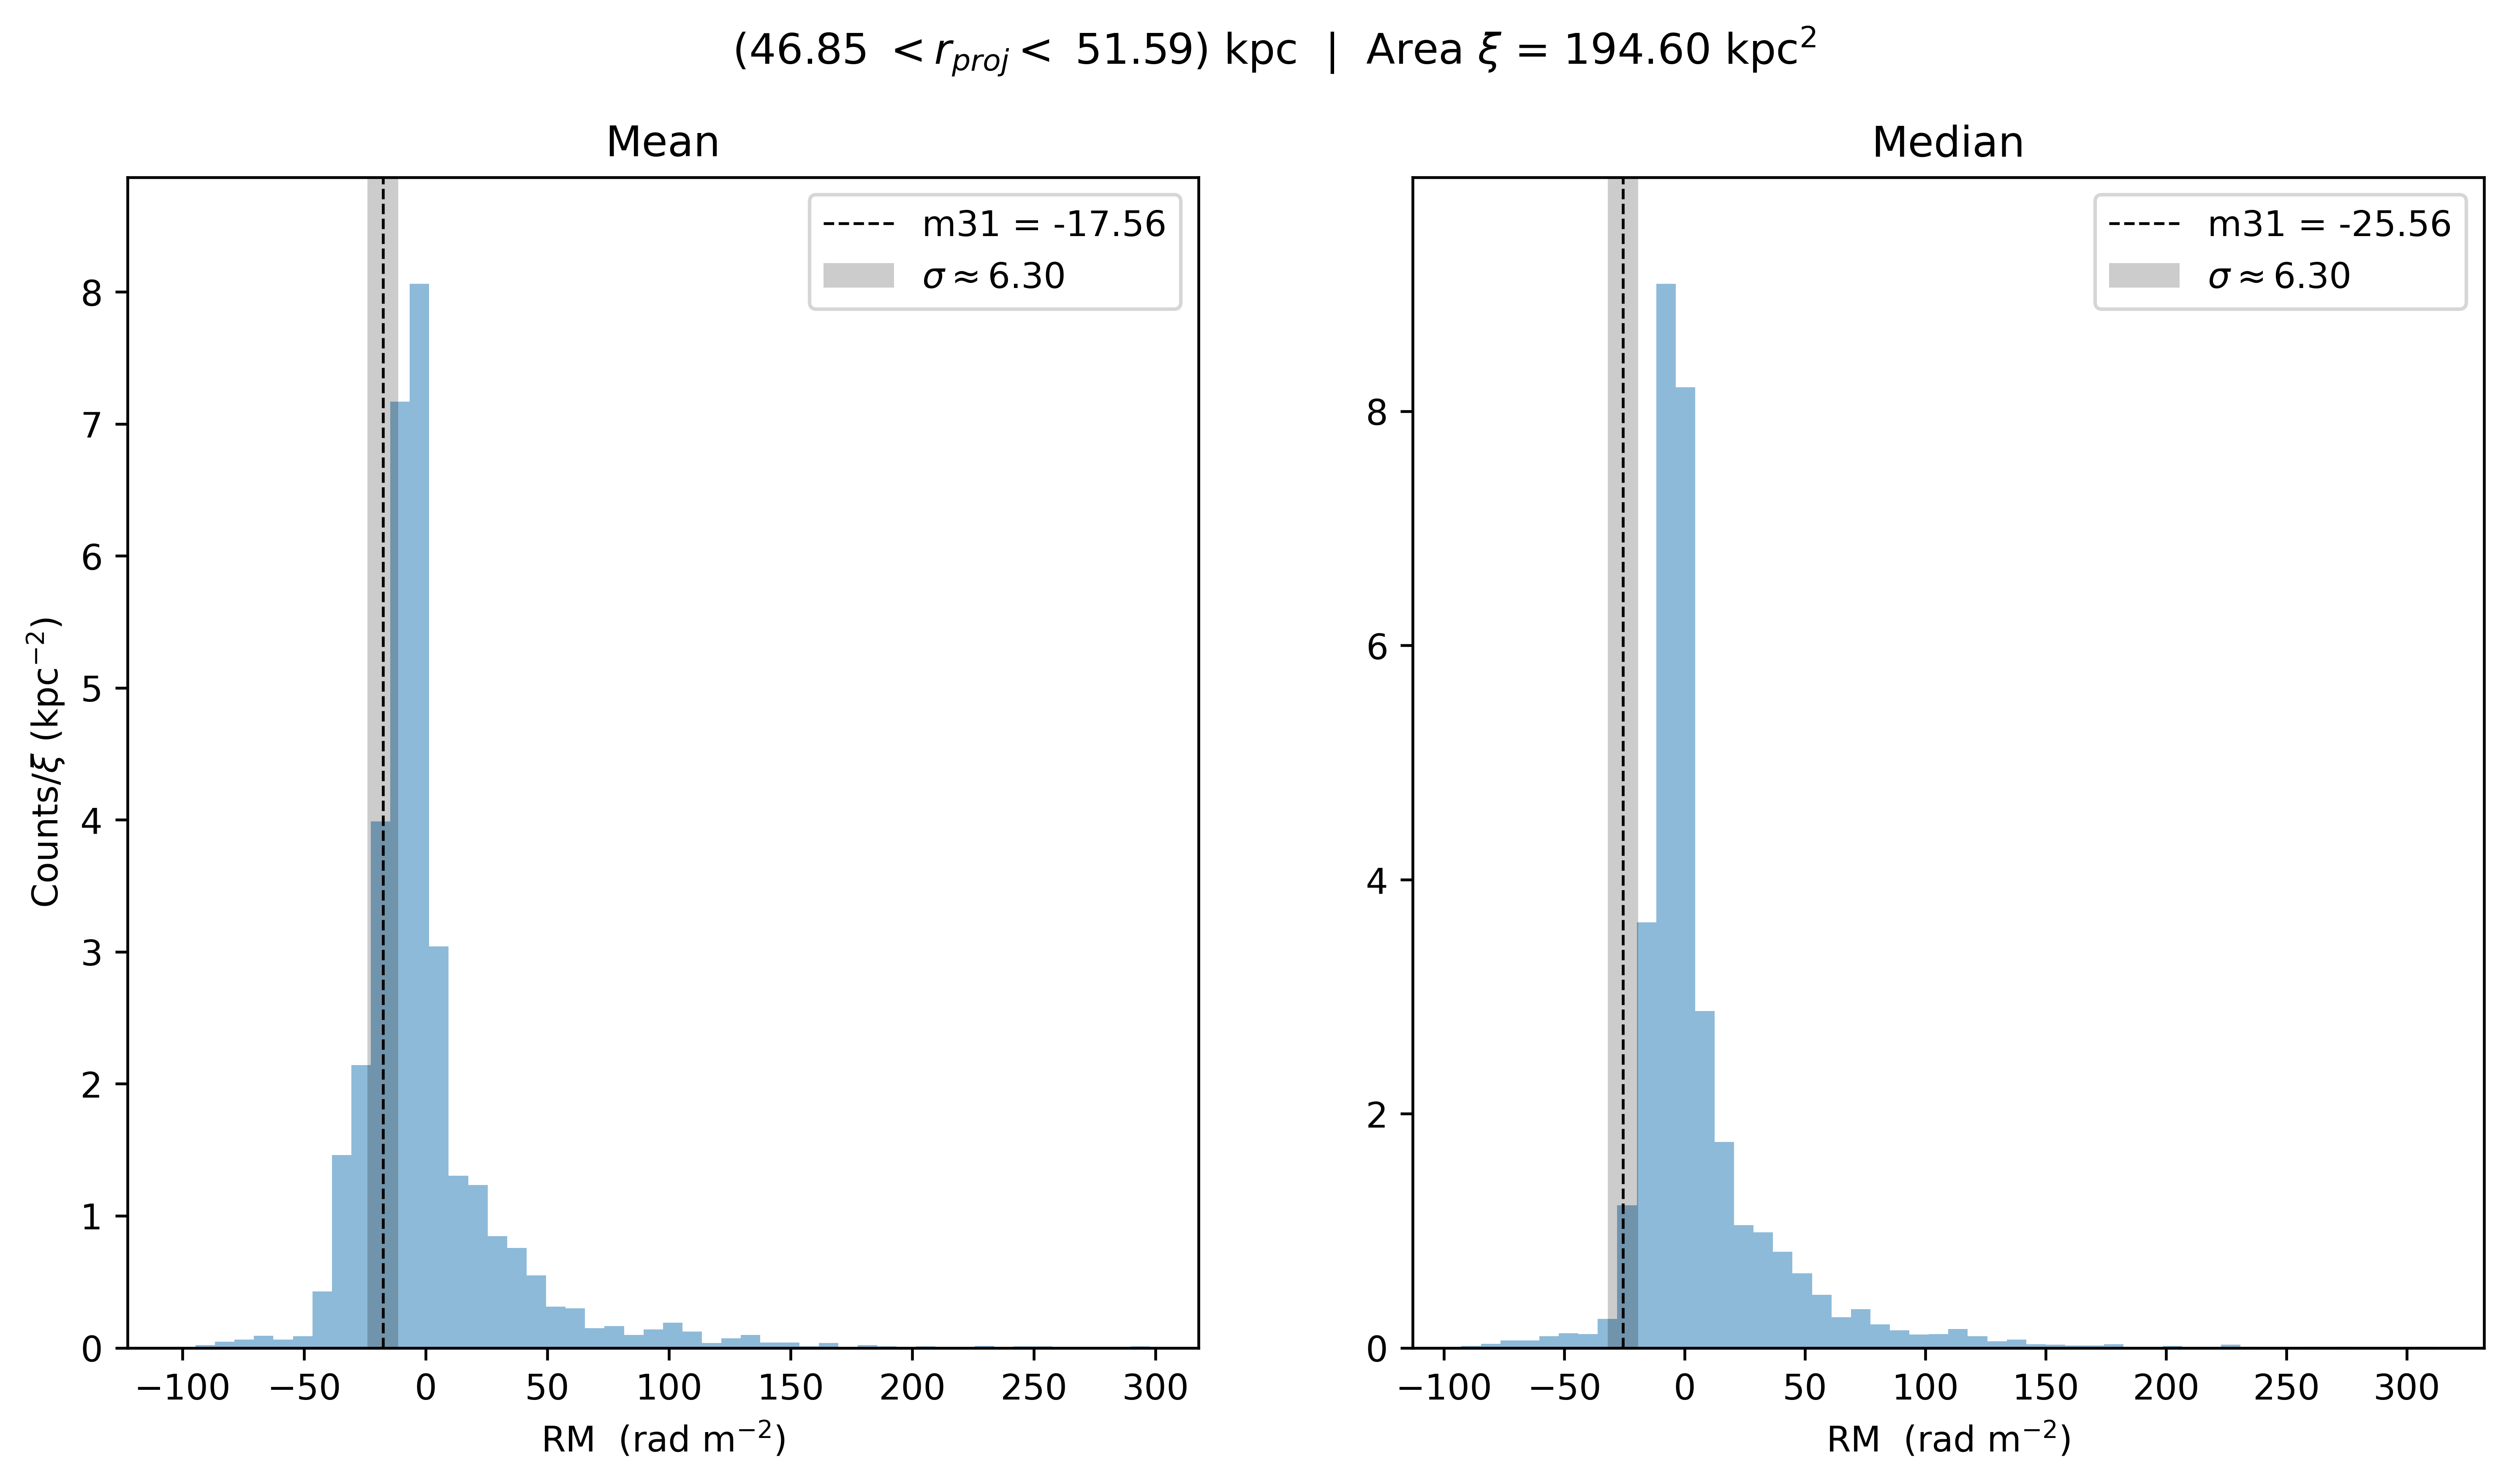 (46.85 < r_proj < 51.59) kpc | Area ξ = 194.60 kpc²
Mean
m31 = -17.56
σ ≈ 6.30
8
7
6
5
4
3
2
1
0
Counts/ξ (kpc⁻²)
−100 −50 0 50 100 150 200 250 300
RM (rad m⁻²)
Median
m31 = -25.56
σ ≈ 6.30
8
6
4
2
0
−100 −50 0 50 100 150 200 250 300
RM (rad m⁻²)